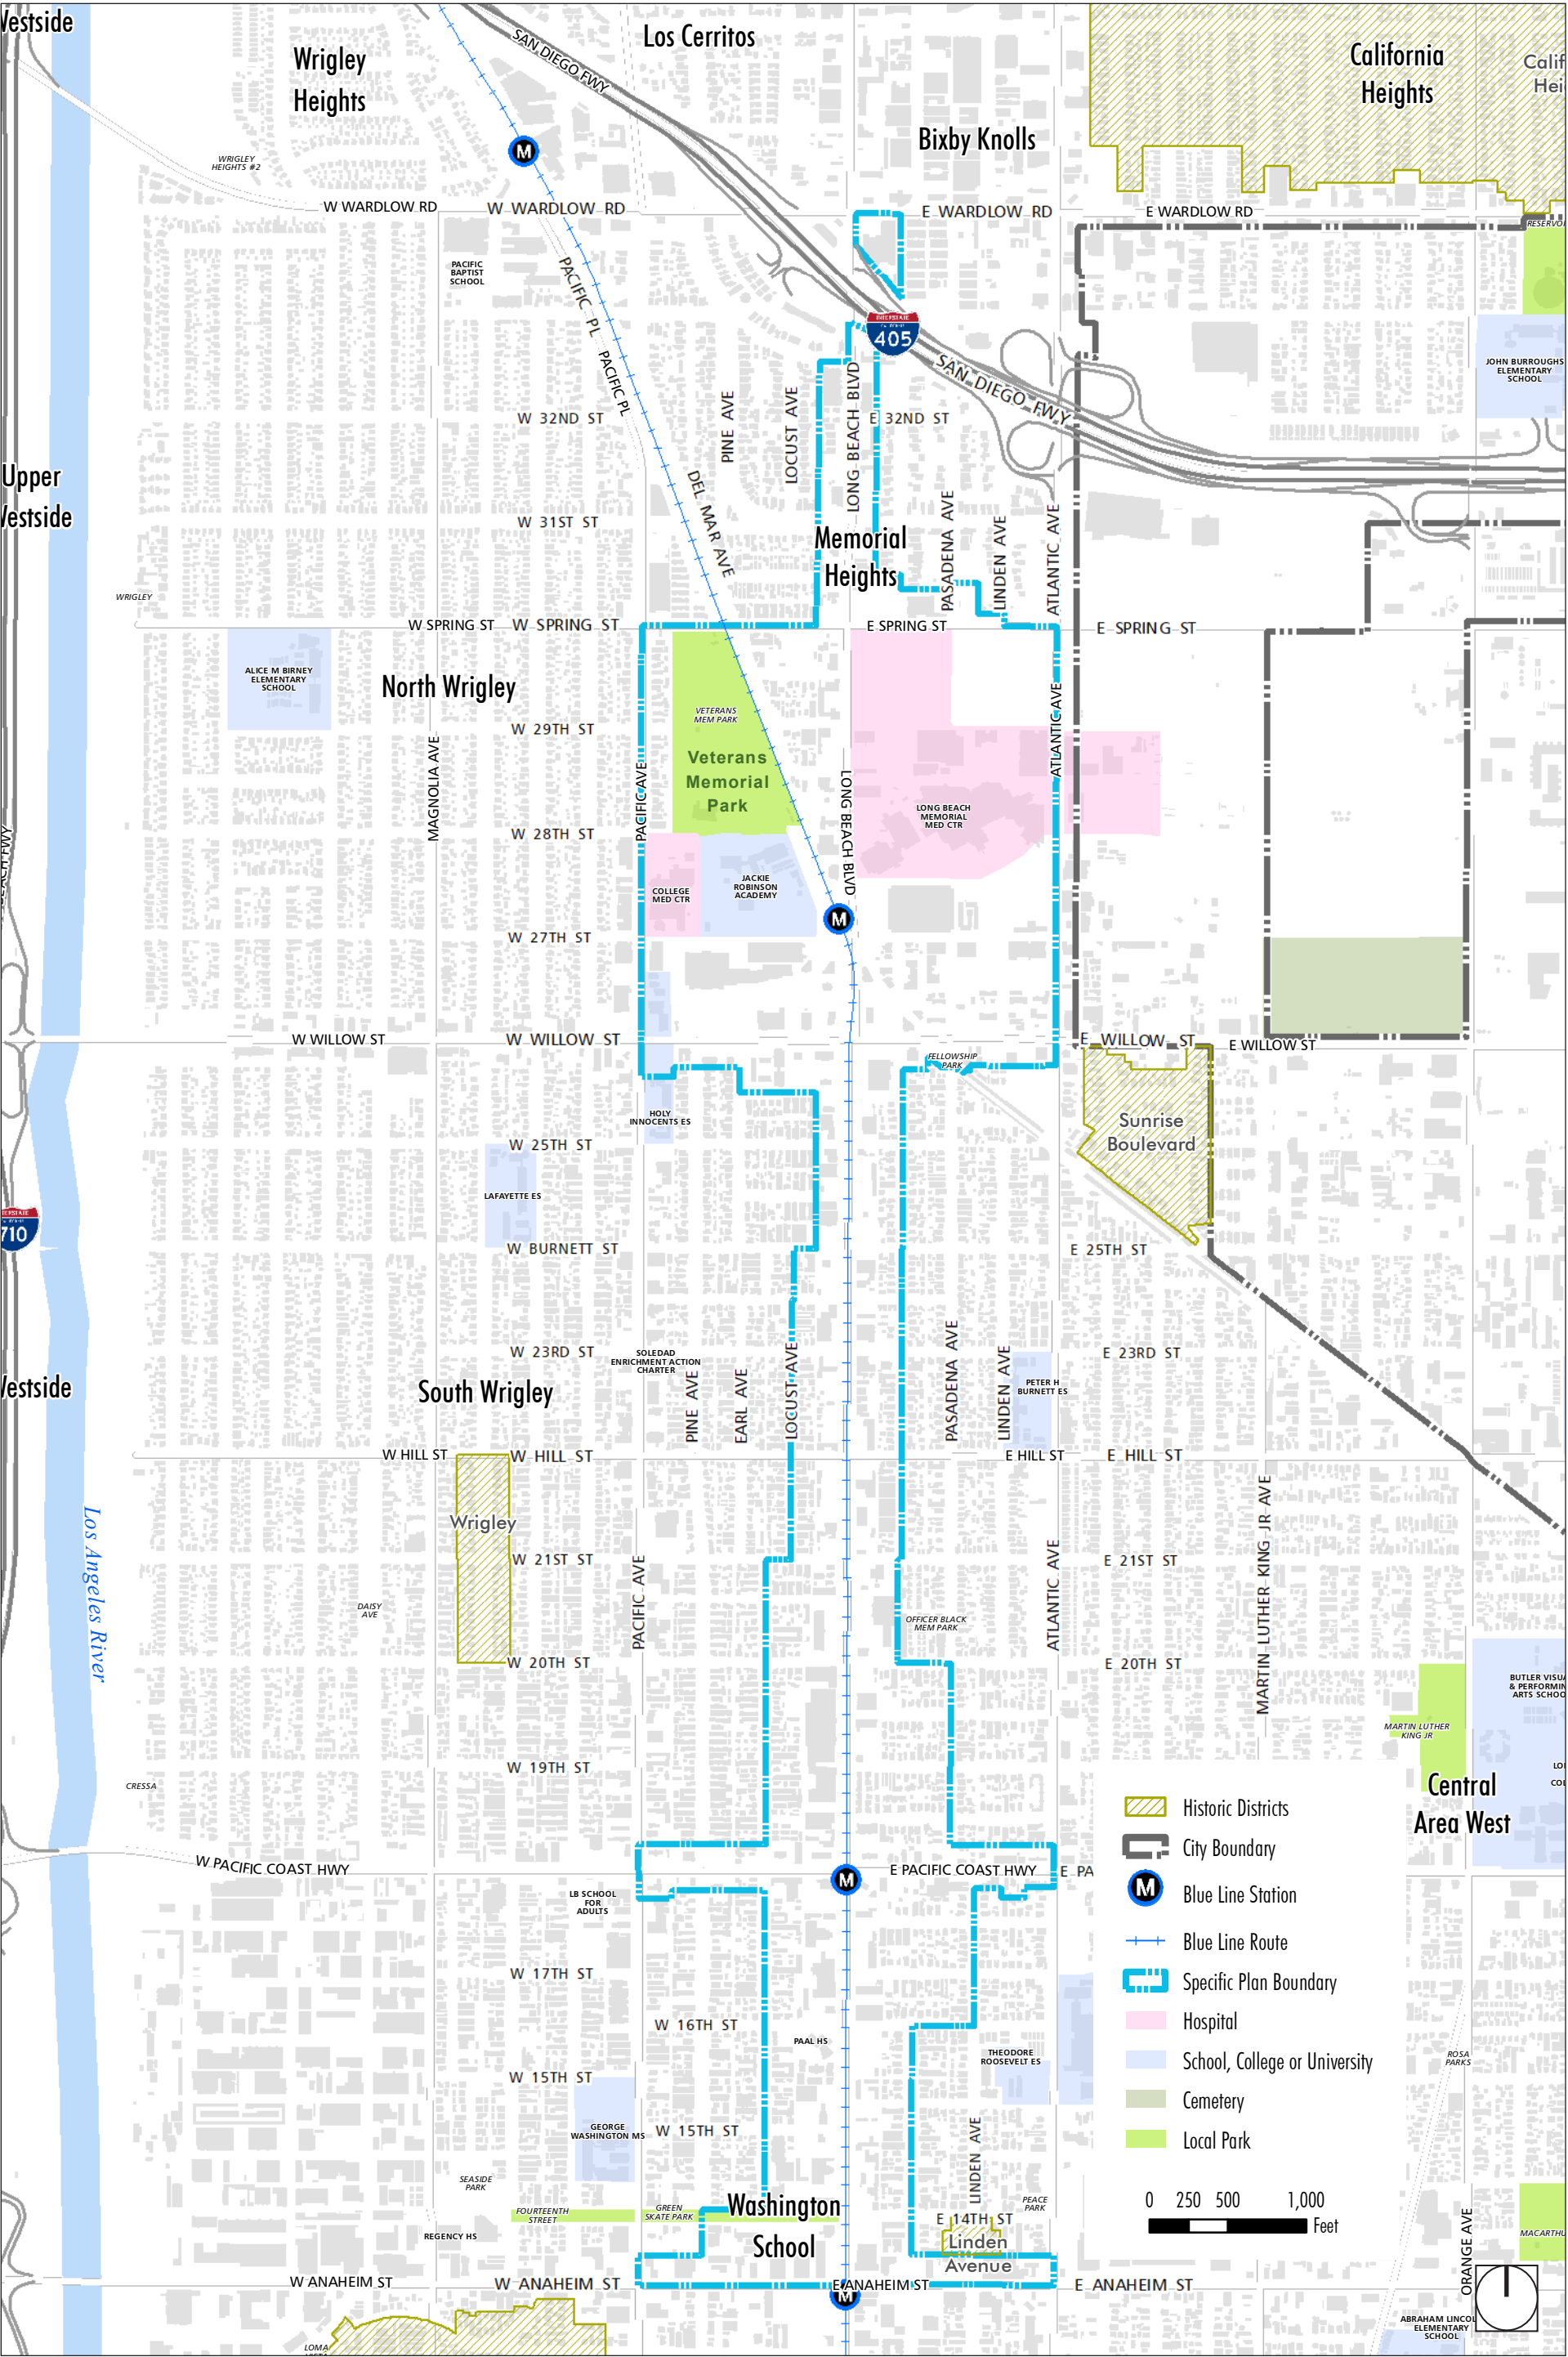 Westside
Wrigley
Heights
Los Cerritos
SAN DIEGO FWY
California
Heights
Bixby Knolls
M
WRIGLEY
HEIGHTS #2
W WARDLOW RD
W WARDLOW RD
E WARDLOW RD
E WARDLOW RD
PACIFIC
BAPTIST
SCHOOL
PACIFIC PL
PACIFIC PL
INTERSTATE
405
SAN DIEGO FWY
JOHN BURROUGHS
ELEMENTARY
SCHOOL
W 32ND ST
PINE AVE
LOCUST AVE
LONG BEACH BLVD
E 32ND ST
Upper
Westside
DEL MAR AVE
W 31ST ST
Memorial
Heights
PASADENA AVE
LINDEN AVE
ATLANTIC AVE
WRIGLEY
W SPRING ST
W SPRING ST
E SPRING ST
E SPRING ST
ALICE M BIRNEY
ELEMENTARY
SCHOOL
North Wrigley
VETERANS
MEM PARK
W 29TH ST
Veterans
Memorial
Park
MAGNOLIA AVE
PACIFIC AVE
LONG BEACH BLVD
ATLANTIC AVE
LONG BEACH
MEMORIAL
MED CTR
W 28TH ST
COLLEGE
MED CTR
JACKIE
ROBINSON
ACADEMY
M
W 27TH ST
W WILLOW ST
W WILLOW ST
E WILLOW ST
E WILLOW ST
FELLOWSHIP
PARK
HOLY
INNOCENTS ES
Sunrise
Boulevard
W 25TH ST
LAFAYETTE ES
710
W BURNETT ST
E 25TH ST
W 23RD ST
SOLEDAD
ENRICHMENT ACTION
CHARTER
E 23RD ST
Westside
South Wrigley
PINE AVE
EARL AVE
LOCUST AVE
PASADENA AVE
LINDEN AVE
PETER H
BURNETT ES
W HILL ST
W HILL ST
E HILL ST
E HILL ST
Wrigley
Los Angeles River
W 21ST ST
E 21ST ST
DAISY
AVE
PACIFIC AVE
OFFICER BLACK
MEM PARK
ATLANTIC AVE
MARTIN LUTHER KING JR AVE
W 20TH ST
E 20TH ST
MARTIN LUTHER
KING JR
W 19TH ST
CRESSA
Central
Area West
W PACIFIC COAST HWY
M
E PACIFIC COAST HWY
E PA
LB SCHOOL
FOR
ADULTS
W 17TH ST
W 16TH ST
PAAL HS
THEODORE
ROOSEVELT ES
ROSA
PARKS
W 15TH ST
GEORGE
WASHINGTON MS
W 15TH ST
LINDEN AVE
SEASIDE
PARK
PEACE
PARK
FOURTEENTH
STREET
GREEN
SKATE PARK
Washington
School
E 14TH ST
Linden
Avenue
REGENCY HS
W ANAHEIM ST
W ANAHEIM ST
E ANAHEIM ST
M
E ANAHEIM ST
ORANGE AVE
ABRAHAM LINCOL
ELEMENTARY
SCHOOL
LOMA
Historic Districts
City Boundary
M
Blue Line Station
Blue Line Route
Specific Plan Boundary
Hospital
School, College or University
Cemetery
Local Park
0 250 500 1,000
Feet